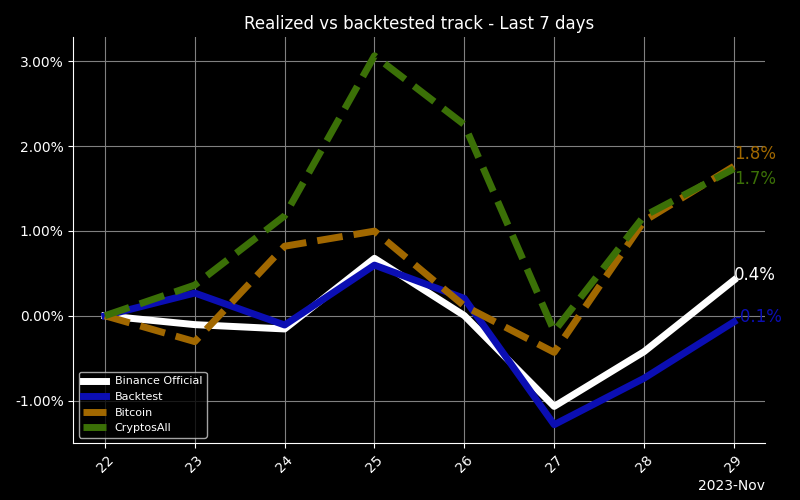 Realized vs backtested track - Last 7 days
3.00%
2.00%
1.00%
0.00%
-1.00%
1.8%
1.7%
0.4%
-0.1%
Binance Official
Backtest
Bitcoin
CryptosAll
22 23 24 25 26 27 28 29
2023-Nov